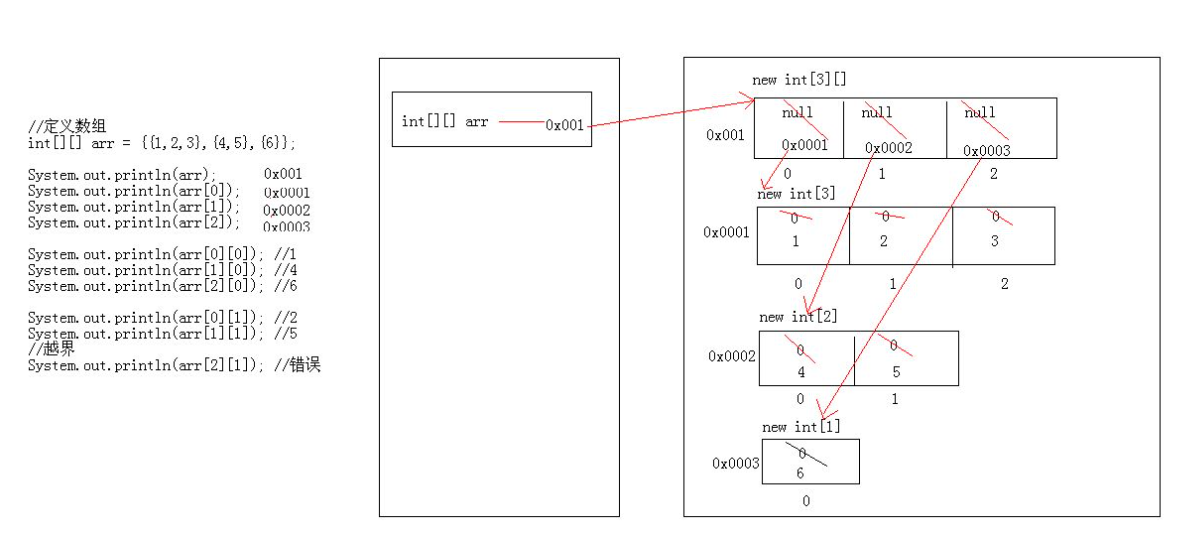 //定义数组
int[][] arr = {{1,2,3},{4,5},{6}};
System.out.println(arr); 0x001
System.out.println(arr[0]); 0x0001
System.out.println(arr[1]); 0x0002
System.out.println(arr[2]); 0x0003
System.out.println(arr[0][0]); //1
System.out.println(arr[1][0]); //4
System.out.println(arr[2][0]); //6
System.out.println(arr[0][1]); //2
System.out.println(arr[1][1]); //5
//越界
System.out.println(arr[2][1]); //错误
int[][] arr 0x001
new int[3][]
null null null
0x001
0x0001 0x0002 0x0003
0 1 2
new int[3]
0 0 0
0x0001
1 2 3
0 1 2
new int[2]
0 0
0x0002
4 5
0 1
new int[1]
0
0x0003
6
0